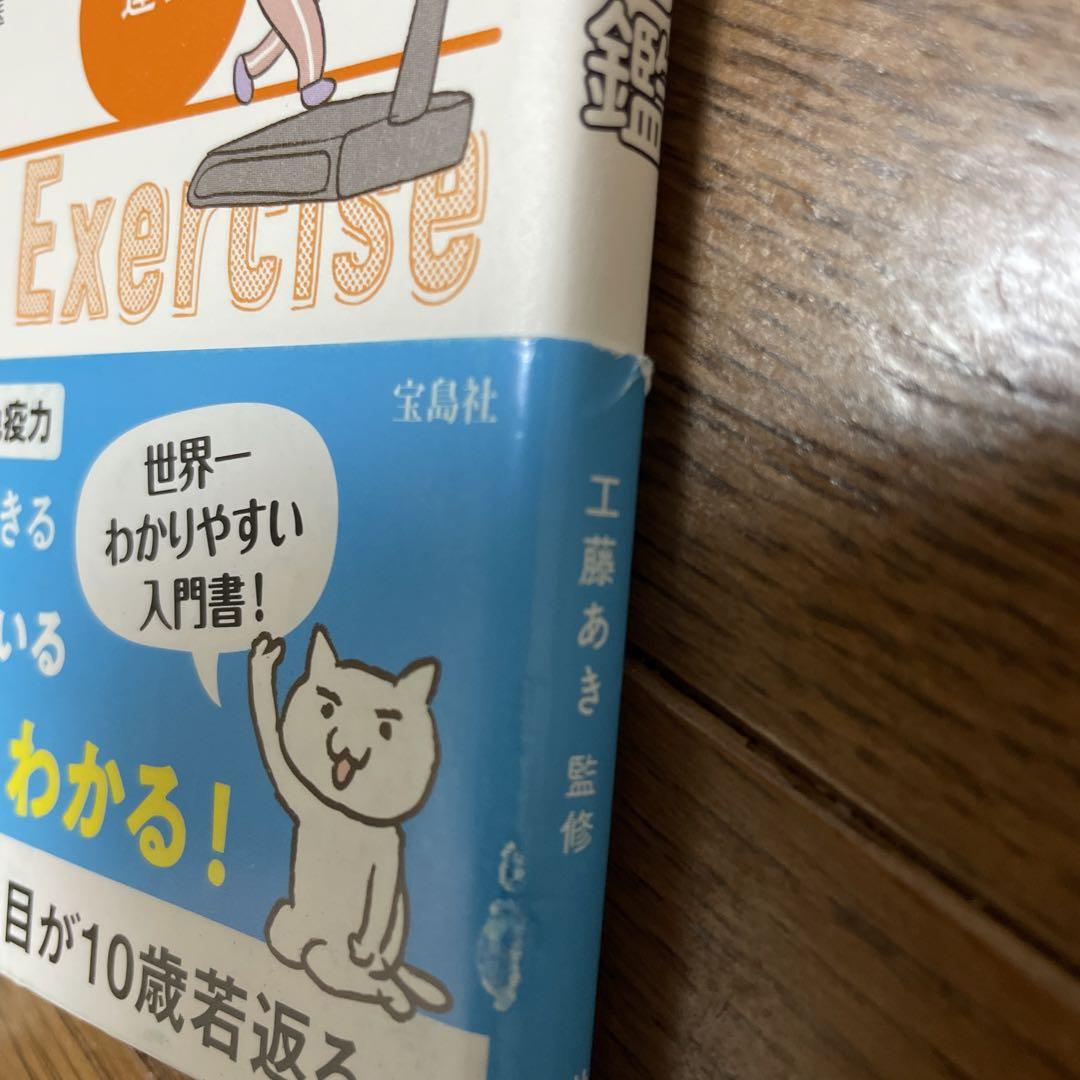 鑑
Exercise
宝島社
疫力
きる
いる
わかる!
世界一
わかりやすい
入門書!
目が10歳若返る
工藤あき 監修